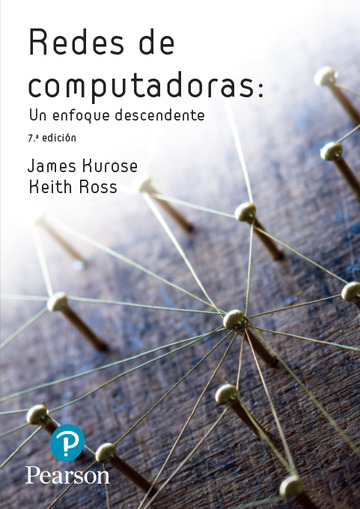 Redes de
computadoras:
Un enfoque descendente
7.ª edición
James Kurose
Keith Ross
P
Pearson